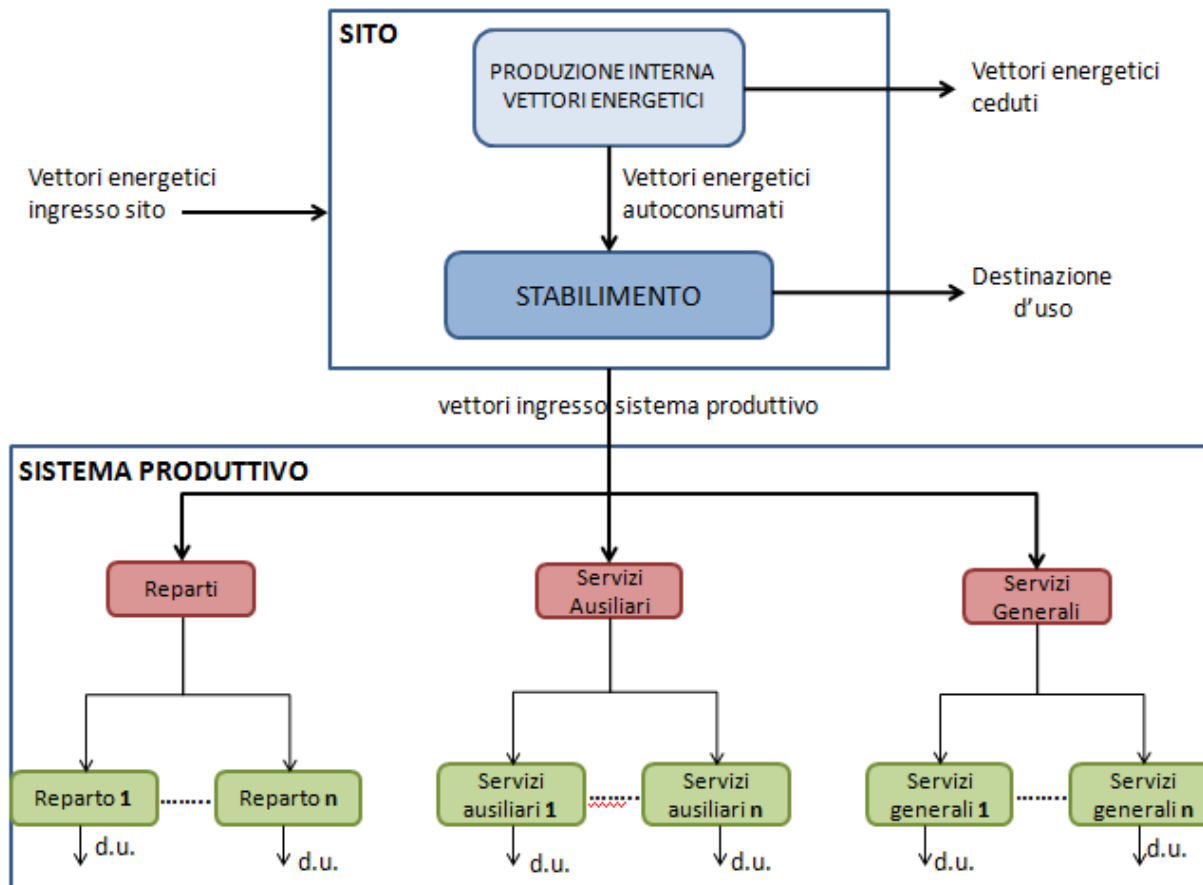 SITO
PRODUZIONE INTERNA
VETTORI ENERGETICI
Vettori energetici
ceduti
Vettori energetici
ingresso sito
Vettori energetici
autoconsumati
STABILIMENTO
Destinazione
d'uso
vettori ingresso sistema produttivo
SISTEMA PRODUTTIVO
Reparti
Servizi
Ausiliari
Servizi
Generali
Reparto 1
........
Reparto n
Servizi
ausiliari 1
........
Servizi
ausiliari n
Servizi
generali 1
........
Servizi
generali n
d.u.
d.u.
d.u.
d.u.
d.u.
d.u.